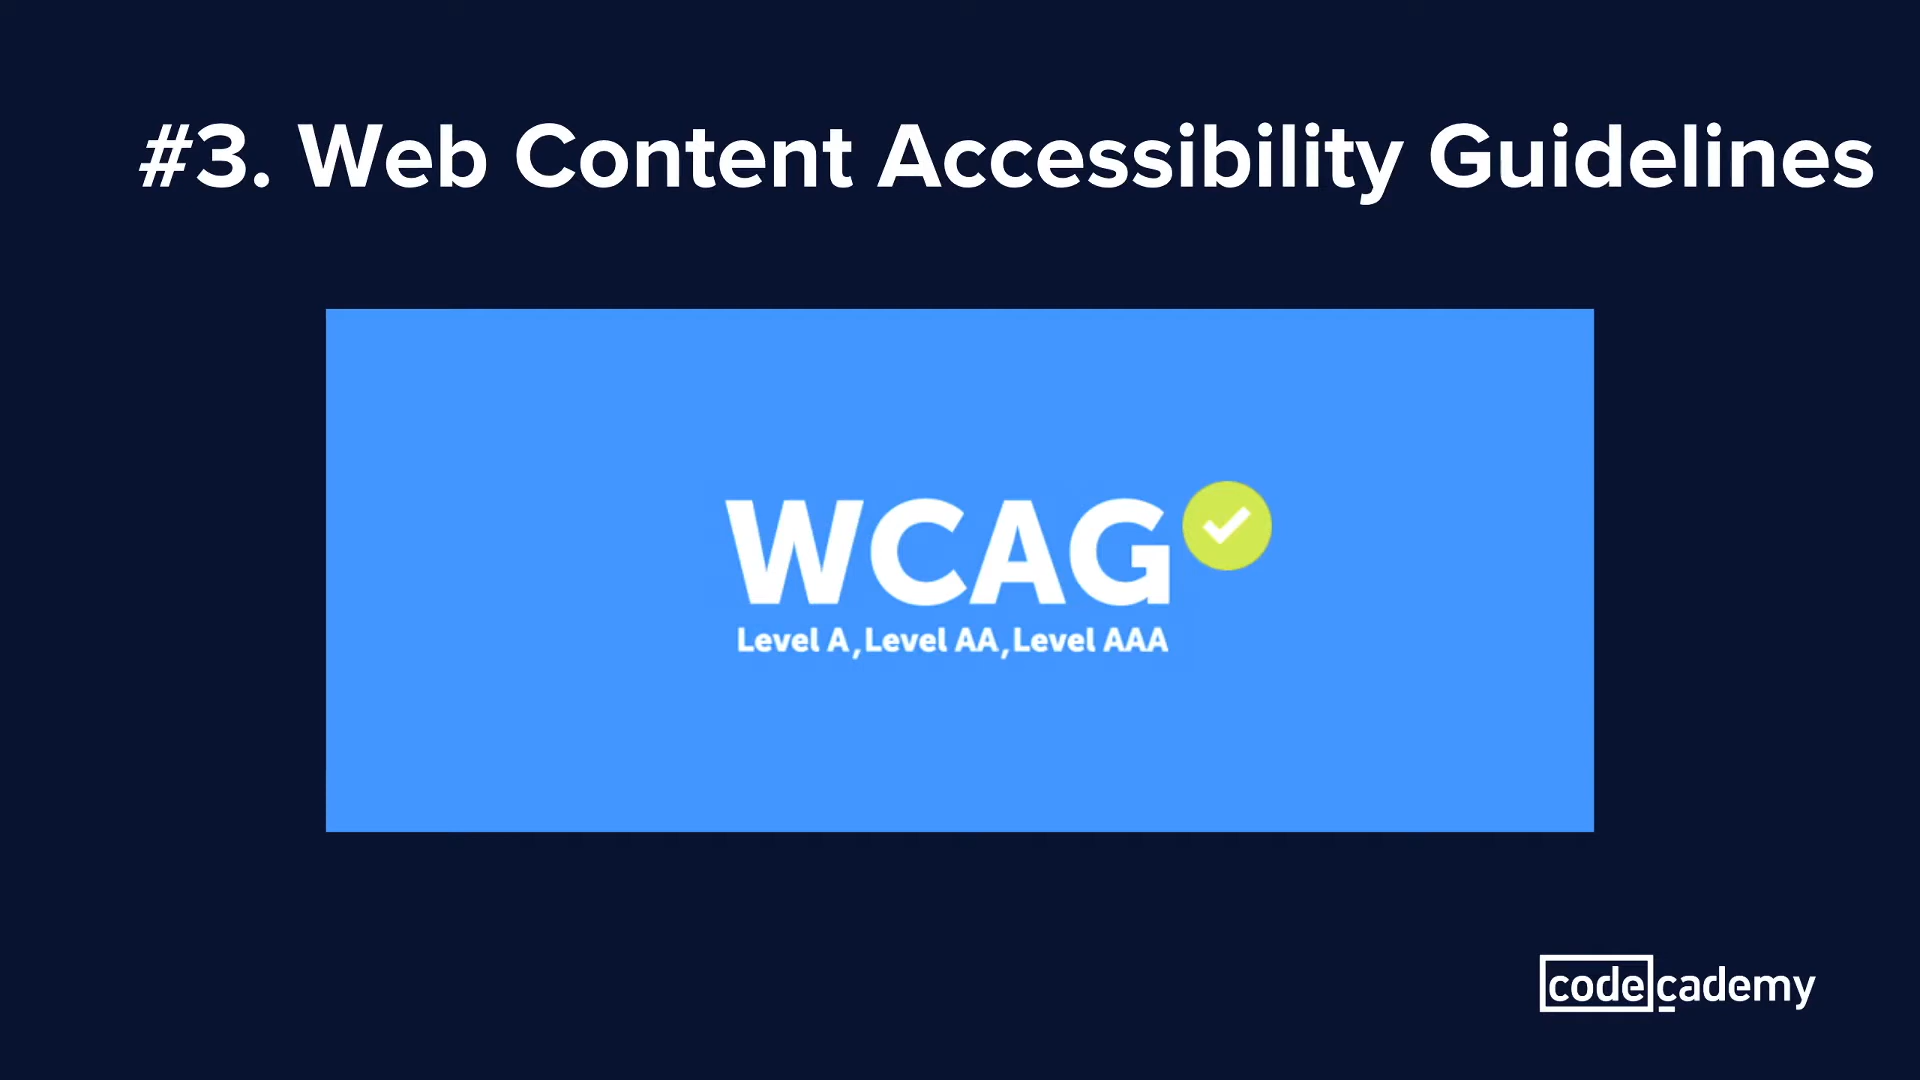 #3. Web Content Accessibility Guidelines
WCAG
Level A, Level AA, Level AAA
codecademy